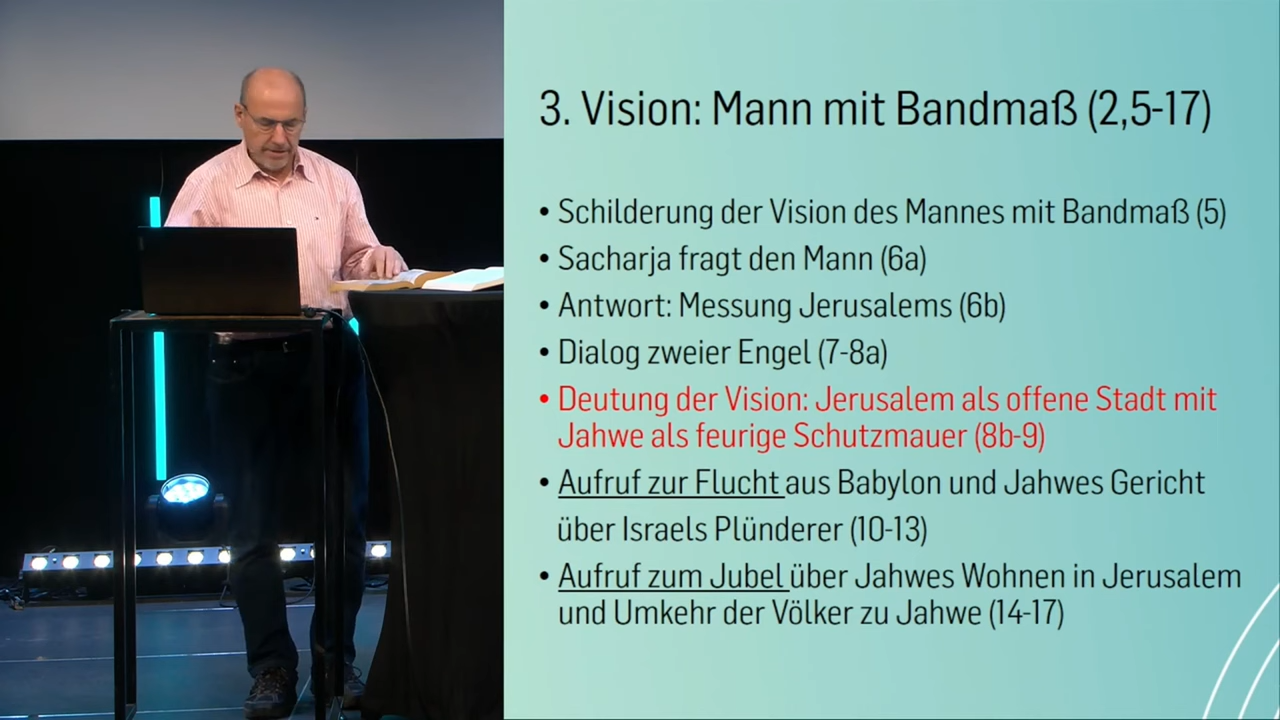 3. Vision: Mann mit Bandmaß (2,5-17)
• Schilderung der Vision des Mannes mit Bandmaß (5)
• Sacharja fragt den Mann (6a)
• Antwort: Messung Jerusalems (6b)
• Dialog zweier Engel (7-8a)
• Deutung der Vision: Jerusalem als offene Stadt mit
Jahwe als feurige Schutzmauer (8b-9)
• Aufruf zur Flucht aus Babylon und Jahwes Gericht
über Israels Plünderer (10-13)
• Aufruf zum Jubel über Jahwes Wohnen in Jerusalem
und Umkehr der Völker zu Jahwe (14-17)